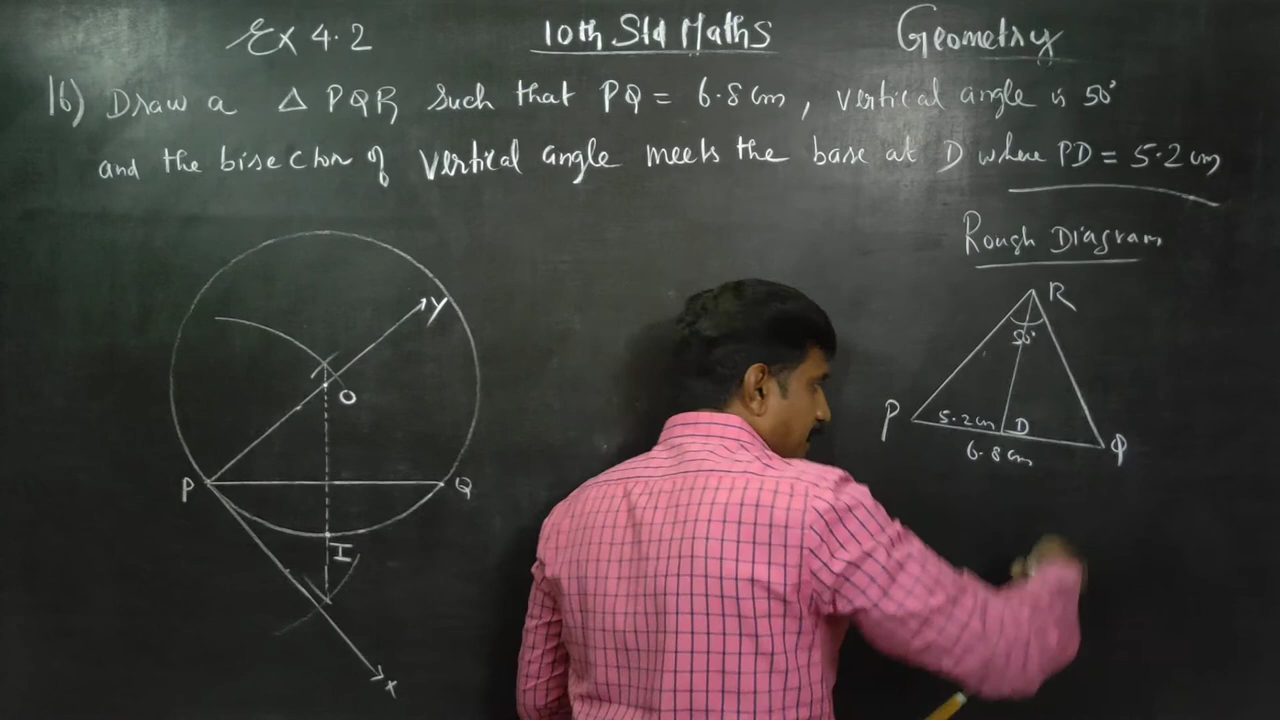 Ex 4.2
10th Std Maths
Geometry
16) Draw a △ PQR Such that PQ = 6.8 cm, vertical angle is 50°
and the bisector of vertical angle meets the base at D where PD = 5.2 cm
Rough Diagram
R
50°
P
5.2 cm
D
Q
6.8 cm
Y
O
P
Q
I
X